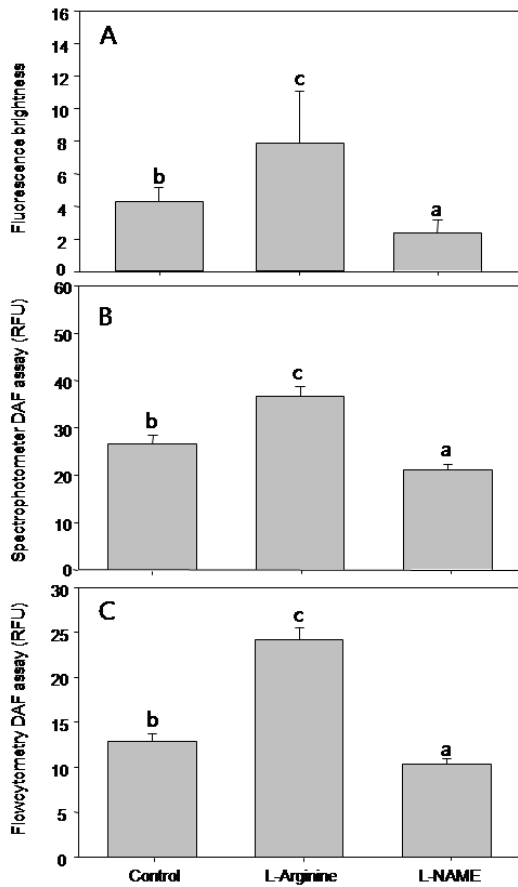 Fluorescence brightness
A
16
14
12
10
8
6
4
2
0
b
c
a
Spectrophotometer DAF assay (RFU)
B
60
50
40
30
20
10
0
b
c
a
Flowcytometry DAF assay (RFU)
C
30
25
20
15
10
5
0
b
c
a
Control L-Arginine L-NAME